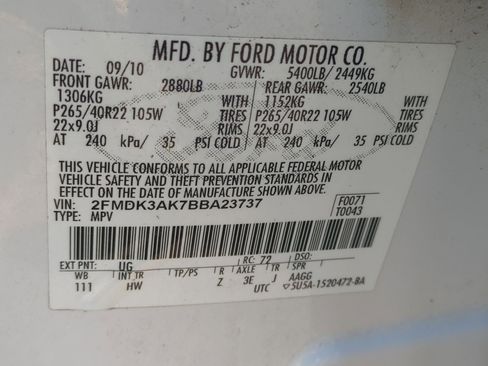 MFD. BY FORD MOTOR CO.
DATE: 09/10 GVWR: 5400LB/ 2449KG
FRONT GAWR: 2880LB REAR GAWR: 2540LB
1306KG WITH 1152KG WITH
P265/40R22 105W TIRES P265/40R22 105W TIRES
22x9.0J RIMS 22x9.0J RIMS
AT 240 kPa/ 35 PSI COLD AT 240 kPa/ 35 PSI COLD
THIS VEHICLE CONFORMS TO ALL APPLICABLE FEDERAL MOTOR
VEHICLE SAFETY AND THEFT PREVENTION STANDARDS IN
EFFECT ON THE DATE OF MANUFACTURE SHOWN ABOVE.
VIN: 2FMDK3AK7BBA23737 F0071
TYPE: MPV T0043
EXT PNT: UG RC: 72 DSO:
WB INT TR TP/PS R AXLE TR SPR
111 HW Z 3E J AAGG
UTC 5U5A-1520472-BA